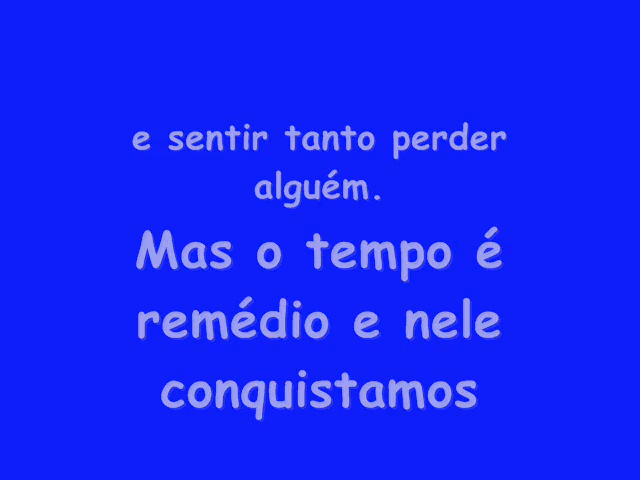 e sentir tanto perder
alguém.
Mas o tempo é
remédio e nele
conquistamos